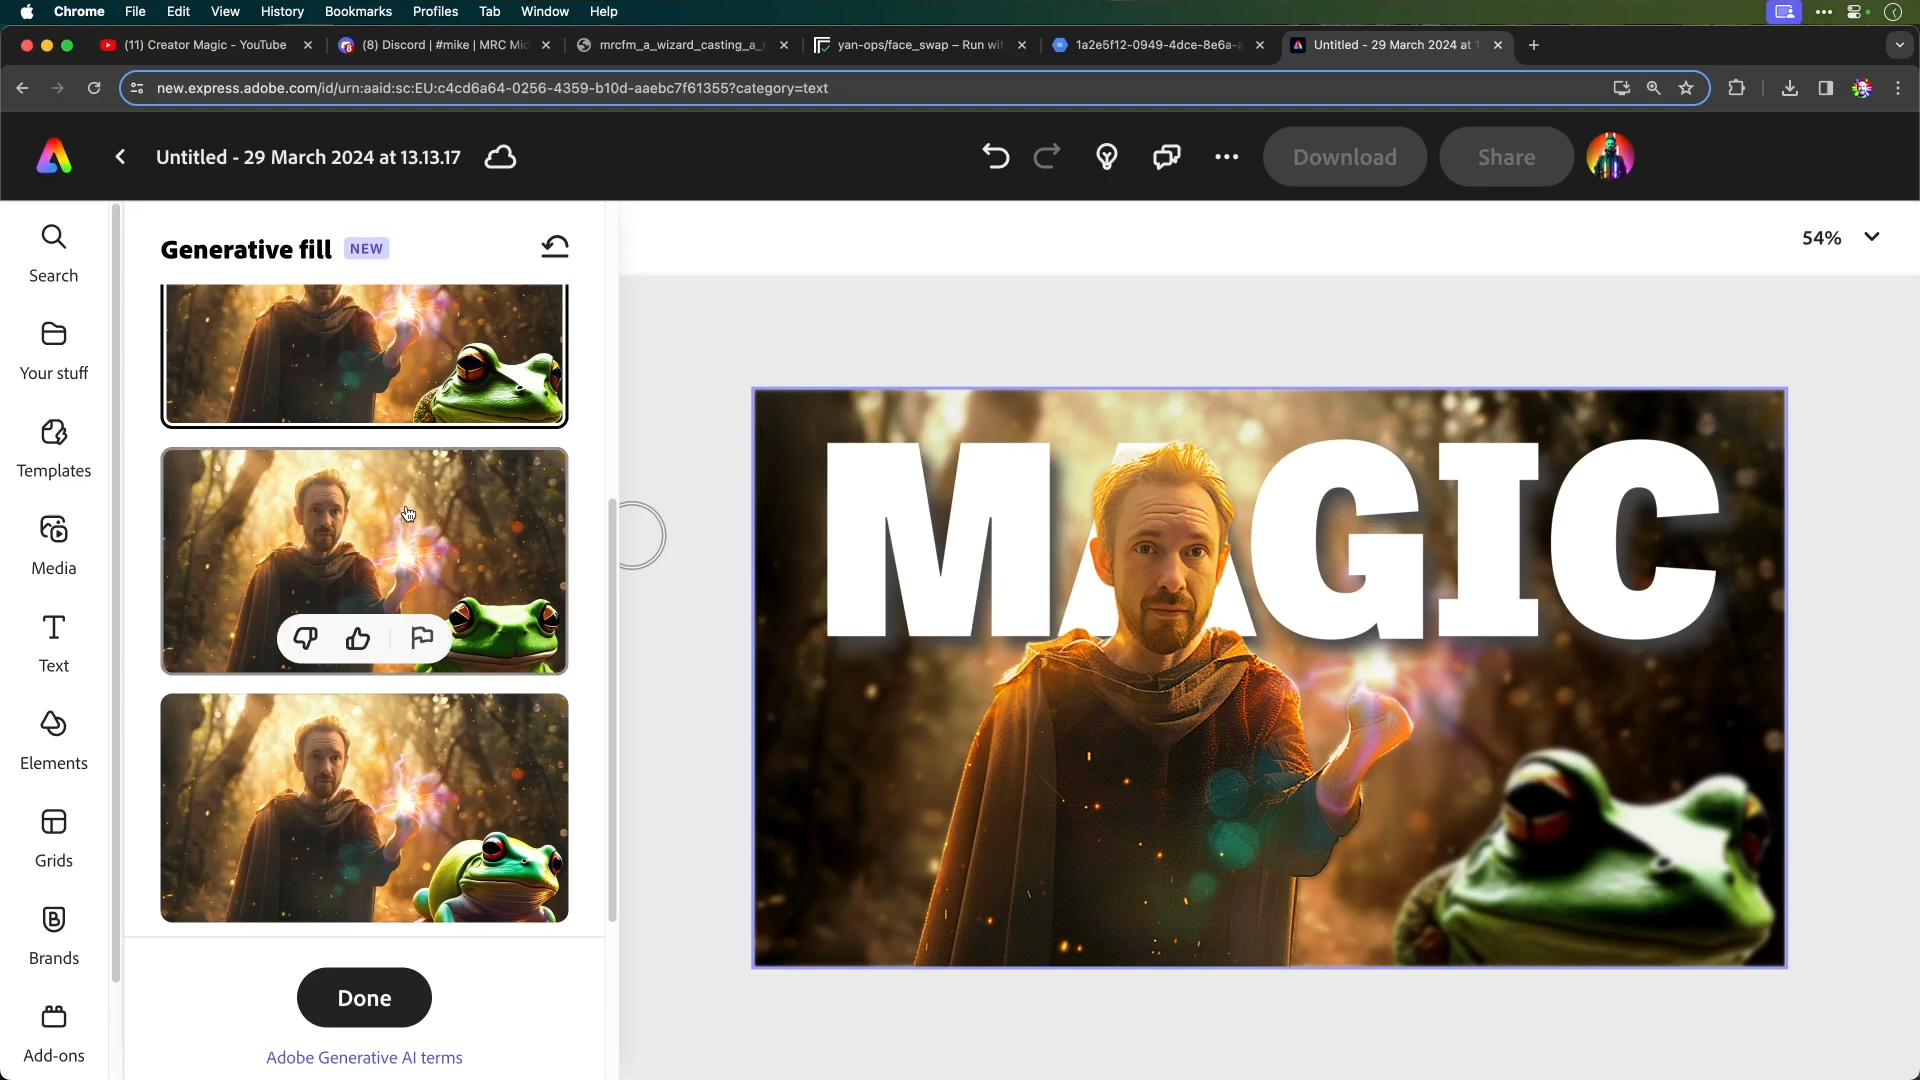 Chrome File Edit View History Bookmarks Profiles Tab Window Help
(11) Creator Magic - YouTube
(8) Discord | #mike | MRC Mi
mrcfm_a_wizard_casting_a_
yan-ops/face_swap – Run wi
1a2e5f12-0949-4dce-8e6a-a
Untitled - 29 March 2024 at 1
new.express.adobe.com/id/urn:aaid:sc:EU:c4cd6a64-0256-4359-b10d-aaebc7f61355?category=text
Untitled - 29 March 2024 at 13.13.17
Download
Share
Search
Your stuff
Templates
Media
Text
Elements
Grids
Brands
Add-ons
Generative fill NEW
Done
Adobe Generative AI terms
54%
MAGIC